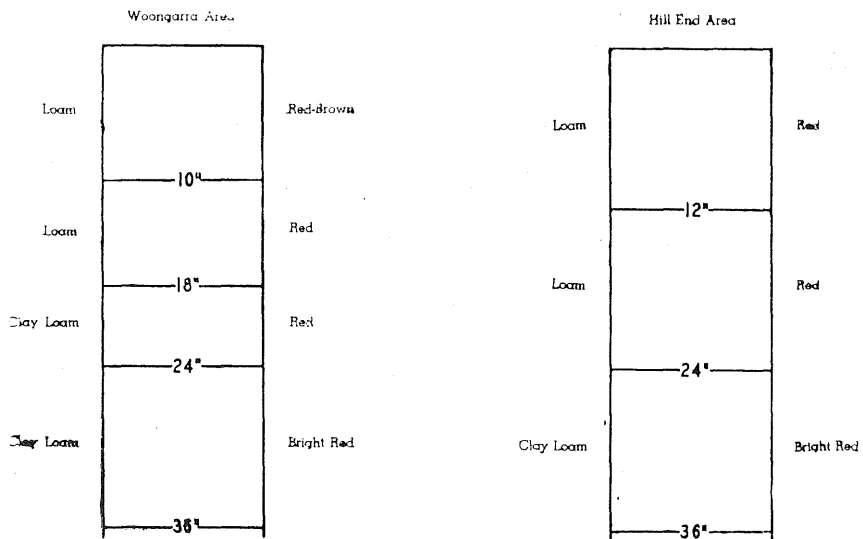 Woongarra Area
Loam Red-Brown
10"
Loam Red
18"
Clay Loam Red
24"
Clay Loam Bright Red
36"
Hill End Area
Loam Red
12"
Loam Red
24"
Clay Loam Bright Red
36"